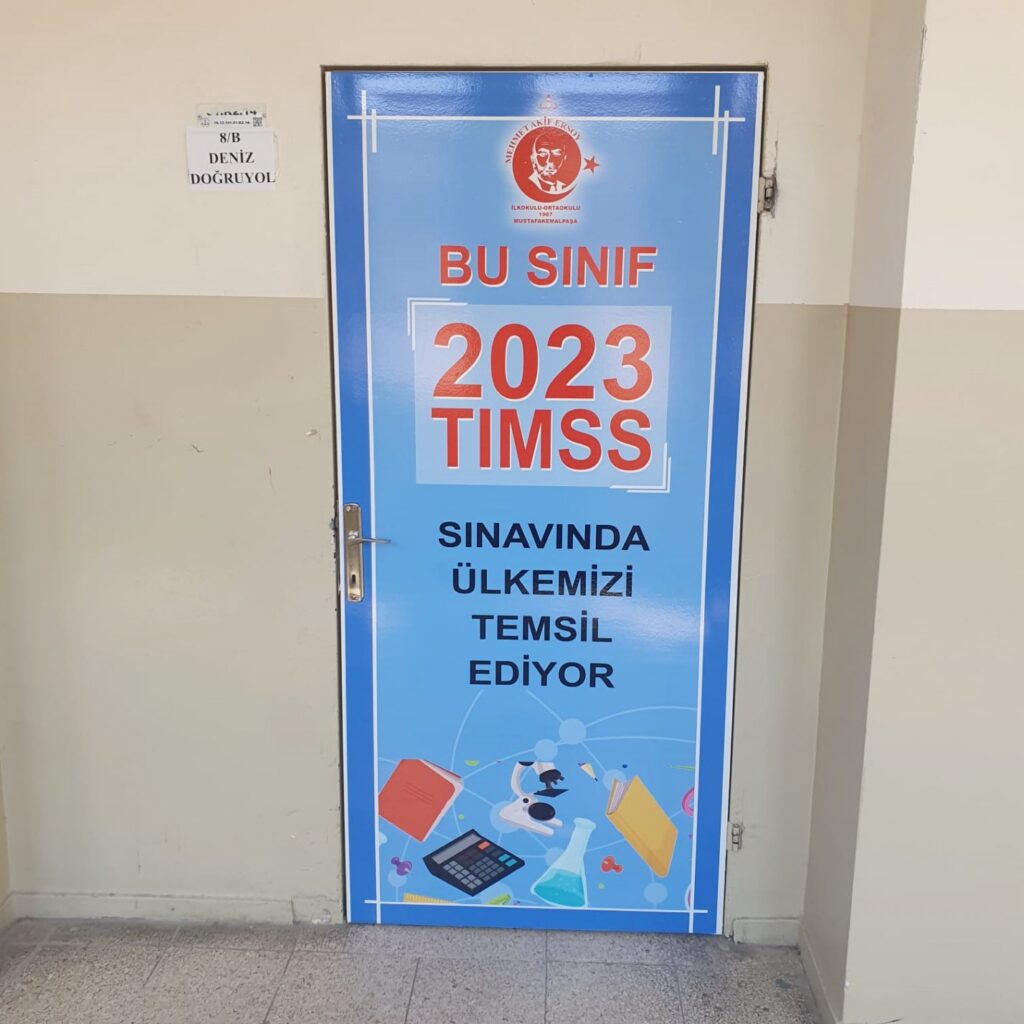 8/B
DENİZ
DOĞRUYOL
MEHMET AKİF ERSOY
İLKOKULU-ORTAOKULU
1987
MUSTAFAKEMALPAŞA
BU SINIF
2023
TIMSS
SINAVINDA
ÜLKEMİZİ
TEMSİL
EDİYOR